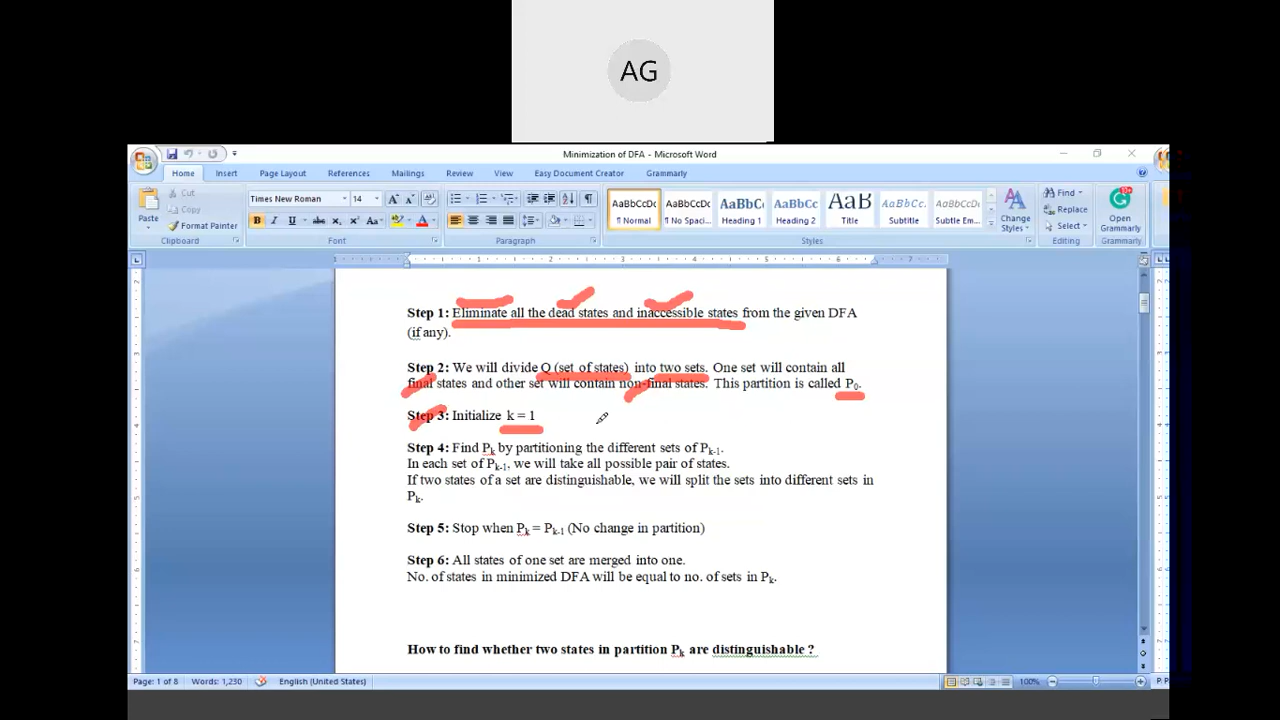 AG
Minimization of DFA - Microsoft Word
Home Insert Page Layout References Mailings Review View Easy Document Creator Grammarly
Cut
Copy
Format Painter
Paste
Times New Roman 14
B I U abc X₂ X² Aa A
AaBbCcDc AaBbCcDc AaBbC AaBbCc AaB AaBbCc. AaBbCcDc
¶ Normal ¶ No Spaci... Heading 1 Heading 2 Title Subtitle Subtle Em...
Change Styles
Find
Replace
Select
Open Grammarly
Clipboard Font Paragraph Styles Editing Grammarly
Step 1: Eliminate all the dead states and inaccessible states from the given DFA
(if any).
Step 2: We will divide Q (set of states) into two sets. One set will contain all
final states and other set will contain non-final states. This partition is called P₀.
Step 3: Initialize k = 1
Step 4: Find Pₖ by partitioning the different sets of Pₖ₋₁.
In each set of Pₖ₋₁, we will take all possible pair of states.
If two states of a set are distinguishable, we will split the sets into different sets in
Pₖ.
Step 5: Stop when Pₖ = Pₖ₋₁ (No change in partition)
Step 6: All states of one set are merged into one.
No. of states in minimized DFA will be equal to no. of sets in Pₖ.
How to find whether two states in partition Pₖ are distinguishable ?
Page: 1 of 8 Words: 1,230 English (United States) 100%